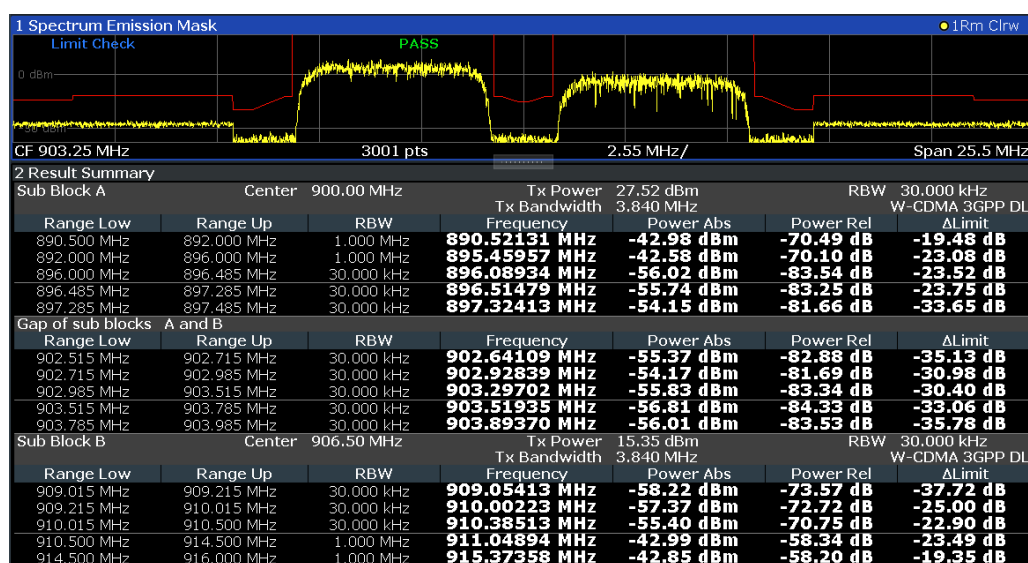 1 Spectrum Emission Mask 1Rm Clrw
Limit Check PASS
0 dBm
-50 dBm
CF 903.25 MHz 3001 pts 2.55 MHz/ Span 25.5 MHz
2 Result Summary
Sub Block A Center 900.00 MHz Tx Power 27.52 dBm RBW 30.000 kHz
Tx Bandwidth 3.840 MHz W-CDMA 3GPP DL
Range Low Range Up RBW Frequency Power Abs Power Rel ΔLimit
890.500 MHz 892.000 MHz 1.000 MHz 890.52131 MHz -42.98 dBm -70.49 dB -19.48 dB
892.000 MHz 896.000 MHz 1.000 MHz 895.45957 MHz -42.58 dBm -70.10 dB -23.08 dB
896.000 MHz 896.485 MHz 30.000 kHz 896.08934 MHz -56.02 dBm -83.54 dB -23.52 dB
896.485 MHz 897.285 MHz 30.000 kHz 896.51479 MHz -55.74 dBm -83.25 dB -23.75 dB
897.285 MHz 897.485 MHz 30.000 kHz 897.32413 MHz -54.15 dBm -81.66 dB -33.65 dB
Gap of sub blocks A and B
Range Low Range Up RBW Frequency Power Abs Power Rel ΔLimit
902.515 MHz 902.715 MHz 30.000 kHz 902.64109 MHz -55.37 dBm -82.88 dB -35.13 dB
902.715 MHz 902.985 MHz 30.000 kHz 902.92839 MHz -54.17 dBm -81.69 dB -30.98 dB
902.985 MHz 903.515 MHz 30.000 kHz 903.29702 MHz -55.83 dBm -83.34 dB -30.40 dB
903.515 MHz 903.785 MHz 30.000 kHz 903.51935 MHz -56.81 dBm -84.33 dB -33.06 dB
903.785 MHz 903.985 MHz 30.000 kHz 903.89370 MHz -56.01 dBm -83.53 dB -35.78 dB
Sub Block B Center 906.50 MHz Tx Power 15.35 dBm RBW 30.000 kHz
Tx Bandwidth 3.840 MHz W-CDMA 3GPP DL
Range Low Range Up RBW Frequency Power Abs Power Rel ΔLimit
909.015 MHz 909.215 MHz 30.000 kHz 909.05413 MHz -58.22 dBm -73.57 dB -37.72 dB
909.215 MHz 910.015 MHz 30.000 kHz 910.00223 MHz -57.37 dBm -72.72 dB -25.00 dB
910.015 MHz 910.500 MHz 30.000 kHz 910.38513 MHz -55.40 dBm -70.75 dB -22.90 dB
910.500 MHz 914.500 MHz 1.000 MHz 911.04894 MHz -42.99 dBm -58.34 dB -23.49 dB
914.500 MHz 916.000 MHz 1.000 MHz 915.37358 MHz -42.85 dBm -58.20 dB -19.35 dB